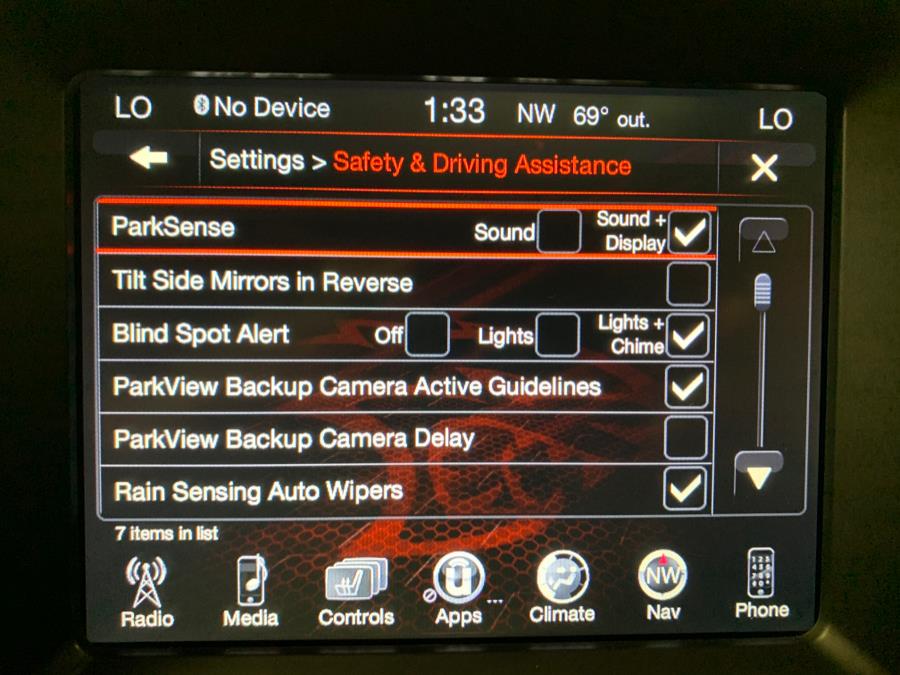 LO No Device 1:33 NW 69° out. LO
Settings > Safety & Driving Assistance
ParkSense Sound Sound + Display
Tilt Side Mirrors in Reverse
Blind Spot Alert Off Lights Lights + Chime
ParkView Backup Camera Active Guidelines
ParkView Backup Camera Delay
Rain Sensing Auto Wipers
7 items in list
NW
Radio Media Controls Apps ... Climate Nav Phone